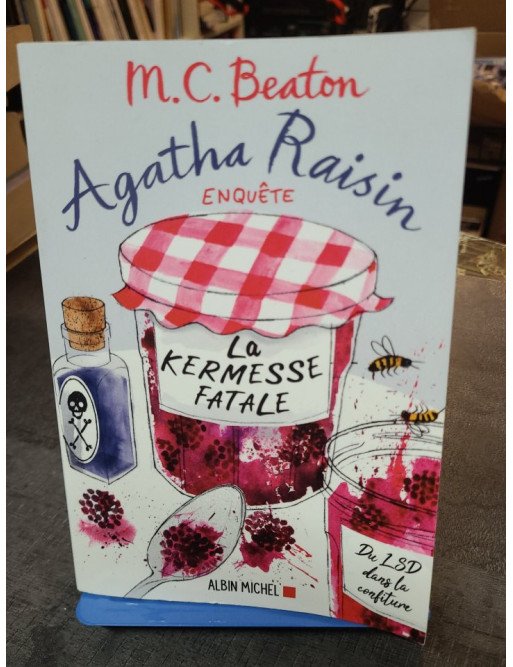 M.C. Beaton
Agatha Raisin
ENQUÊTE
La
KERMESSE
FATALE
Du LSD
dans la
confiture
ALBIN MICHEL